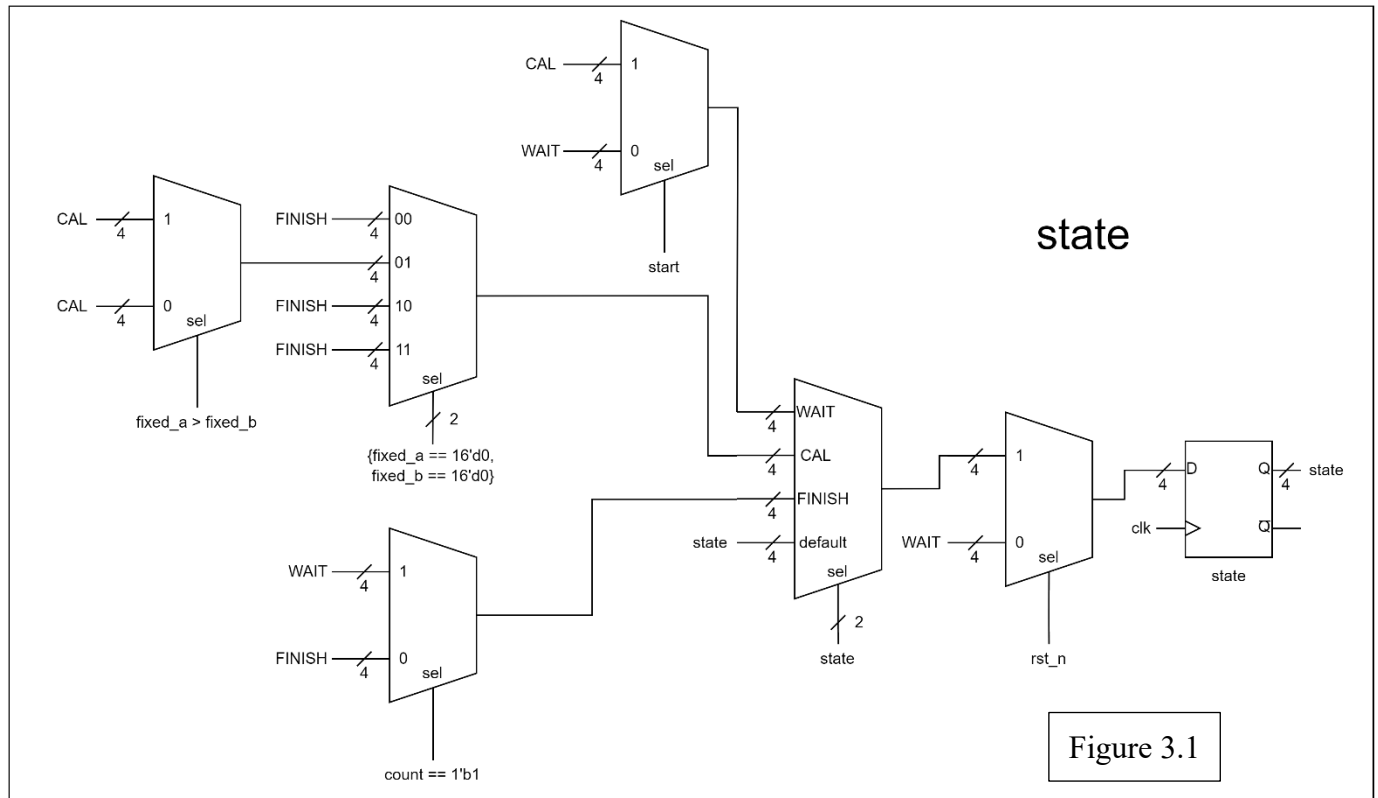 CAL
4
1
WAIT
4
0
sel
start
state
CAL
4
1
CAL
4
0
sel
fixed_a > fixed_b
FINISH
4
00
4
01
FINISH
4
10
FINISH
4
11
sel
2
{fixed_a == 16'd0,
fixed_b == 16'd0}
WAIT
4
1
FINISH
4
0
sel
count == 1'b1
4
WAIT
4
CAL
4
FINISH
state
4
default
sel
2
state
4
1
WAIT
4
0
sel
rst_n
4
D
Q
4
state
clk
Q
state
Figure 3.1